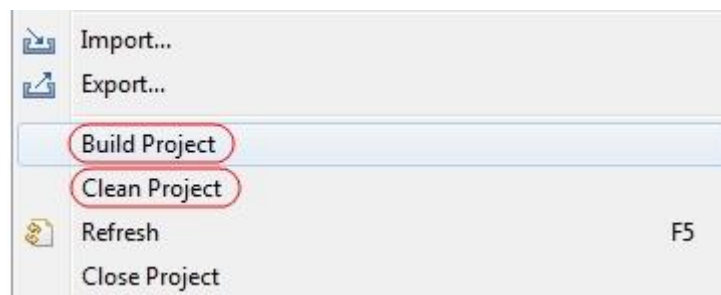 Import...
Export...
Build Project
Clean Project
Refresh F5
Close Project